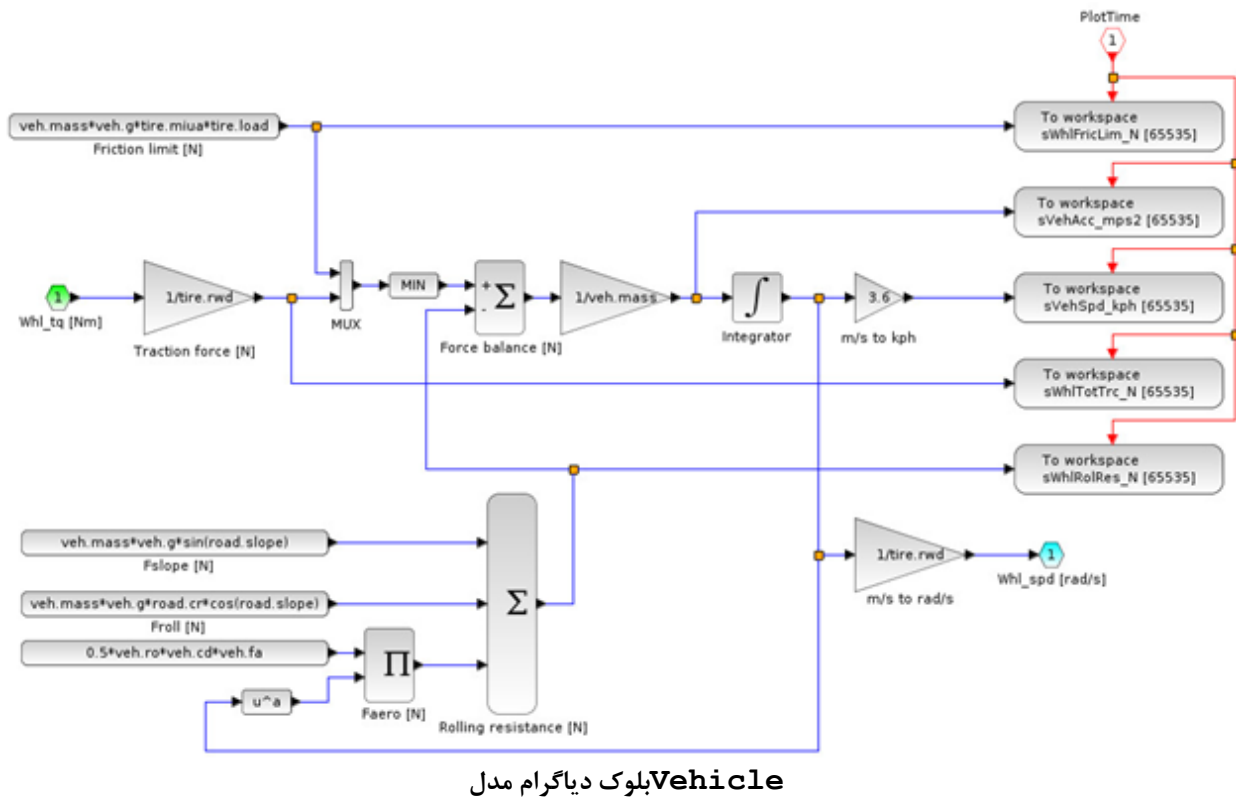 PlotTime
1
veh.mass*veh.g*tire.miua*tire.load
Friction limit [N]
To workspace
sWhlFricLim_N [65535]
To workspace
sVehAcc_mps2 [65535]
1
Whl_tq [Nm]
1/tire.rwd
Traction force [N]
MUX
MIN
+
-
Σ
Force balance [N]
1/veh.mass
∫
Integrator
3.6
m/s to kph
To workspace
sVehSpd_kph [65535]
To workspace
sWhlTotTrc_N [65535]
To workspace
sWhlRolRes_N [65535]
veh.mass*veh.g*sin(road.slope)
Fslope [N]
veh.mass*veh.g*road.cr*cos(road.slope)
Froll [N]
0.5*veh.ro*veh.cd*veh.fa
u^a
Π
Faero [N]
Σ
Rolling resistance [N]
1/tire.rwd
m/s to rad/s
1
Whl_spd [rad/s]
بلوک دیاگرام مدل Vehicle